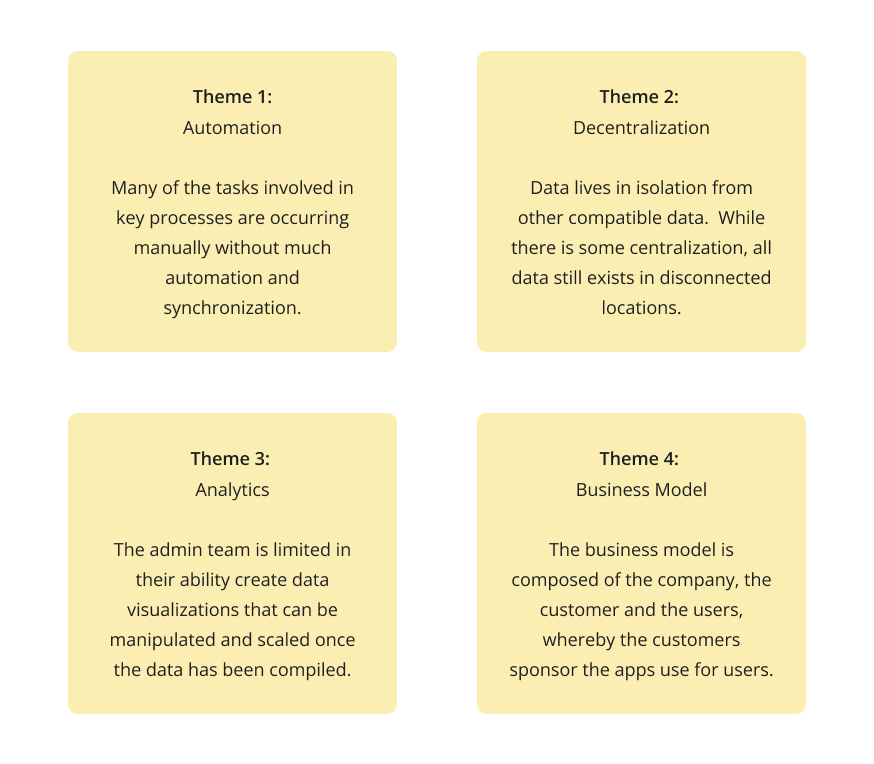 Theme 1:
Automation
Many of the tasks involved in
key processes are occurring
manually without much
automation and
synchronization.
Theme 2:
Decentralization
Data lives in isolation from
other compatible data.  While
there is some centralization, all
data still exists in disconnected
locations.
Theme 3:
Analytics
The admin team is limited in
their ability create data
visualizations that can be
manipulated and scaled once
the data has been compiled.
Theme 4:
Business Model
The business model is
composed of the company, the
customer and the users,
whereby the customers
sponsor the apps use for users.